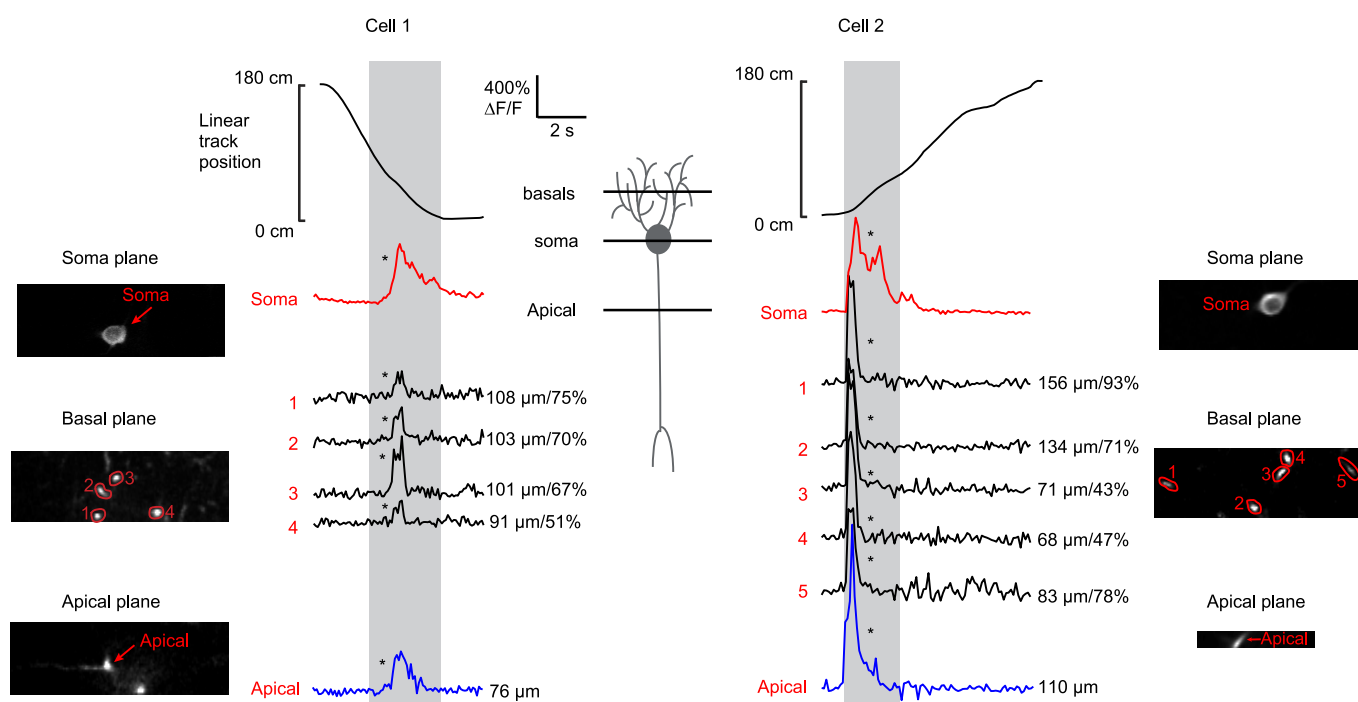 Cell 1
Cell 2
180 cm
Linear
track
position
0 cm
400%
ΔF/F
2 s
180 cm
0 cm
basals
soma
Apical
Soma plane
Soma
Basal plane
1
2
3
4
Apical plane
Apical
*
Soma
*
1
108 µm/75%
*
2
103 µm/70%
*
3
101 µm/67%
*
4
91 µm/51%
*
Apical
76 µm
*
Soma
*
1
156 µm/93%
*
2
134 µm/71%
*
3
71 µm/43%
*
4
68 µm/47%
*
5
83 µm/78%
*
Apical
110 µm
Soma plane
Soma
Basal plane
1
2
3
4
5
Apical plane
Apical